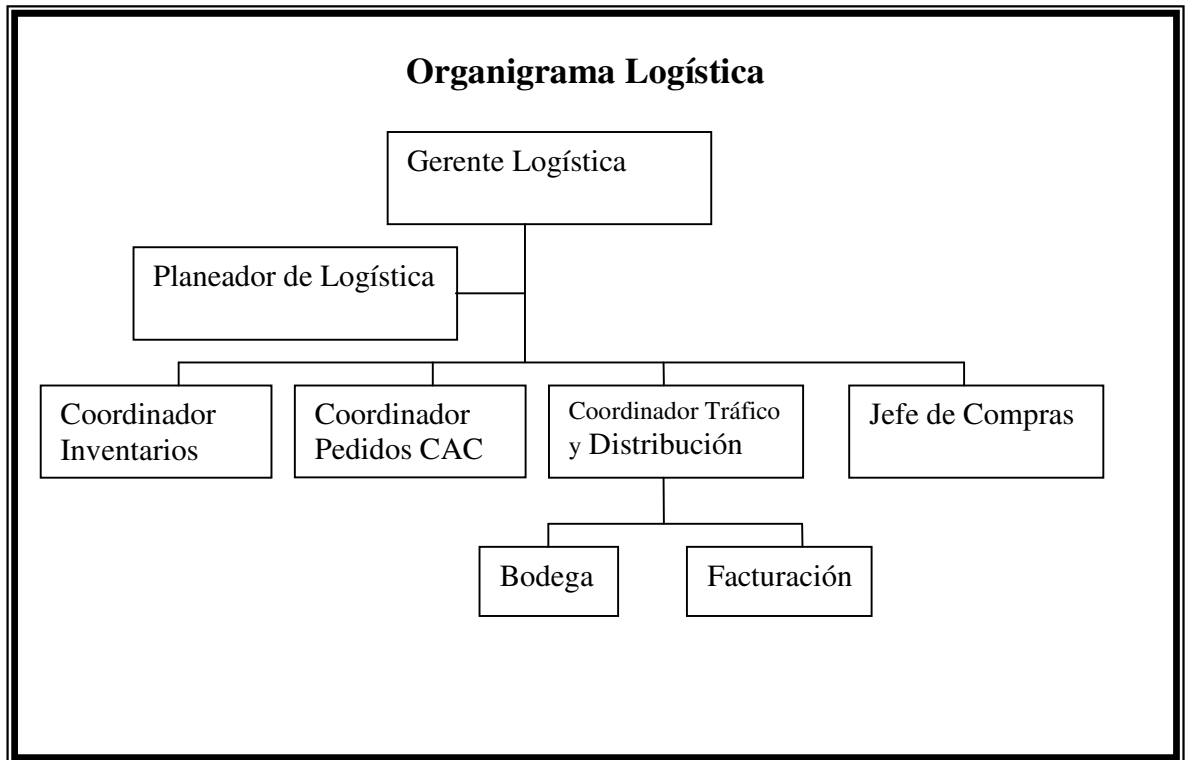 Organigrama Logística
Gerente Logística
Planeador de Logística
Coordinador
Inventarios
Coordinador
Pedidos CAC
Coordinador Tráfico
y Distribución
Jefe de Compras
Bodega
Facturación